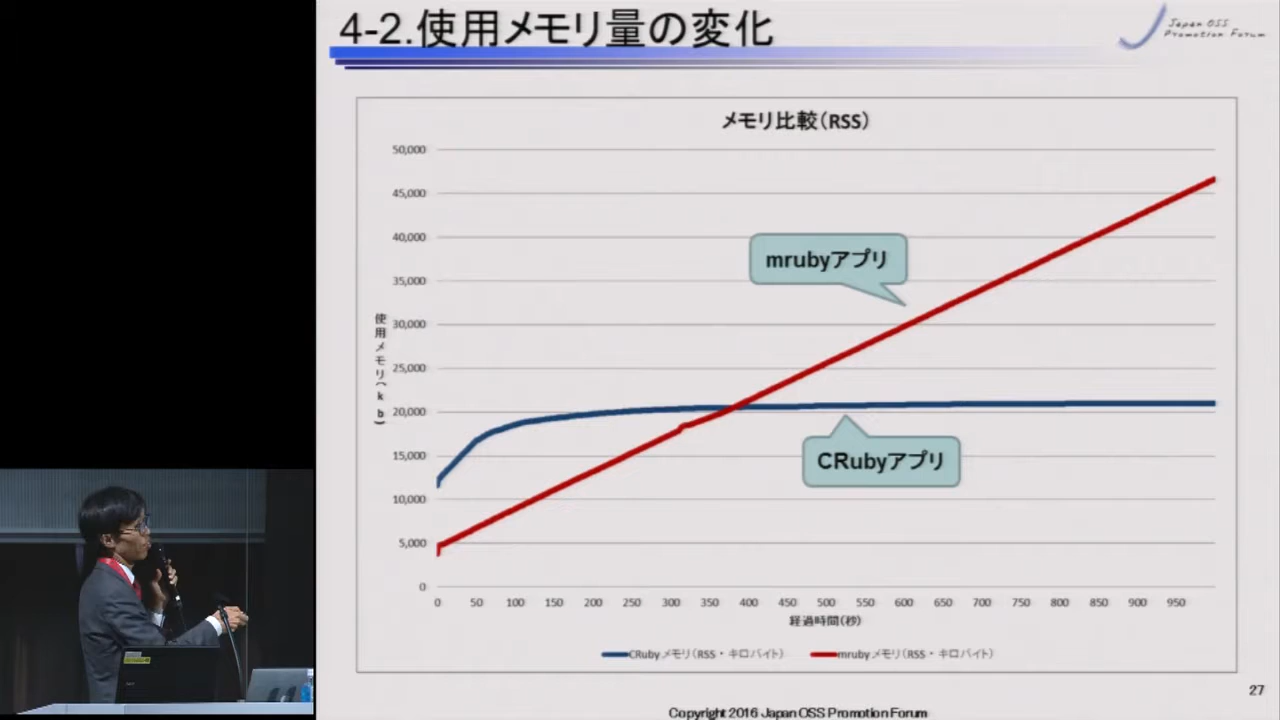 4-2.使用メモリ量の変化
Japan OSS
Promotion Forum
メモリ比較(RSS)
50,000
45,000
40,000
35,000
30,000
25,000
20,000
15,000
10,000
5,000
0
使用メモリ(kb)
mrubyアプリ
CRubyアプリ
0 50 100 150 200 250 300 350 400 450 500 550 600 650 700 750 800 850 900 950
経過時間(秒)
CRubyメモリ(RSS・キロバイト) mrubyメモリ(RSS・キロバイト)
27
Copyright 2016 Japan OSS Promotion Forum